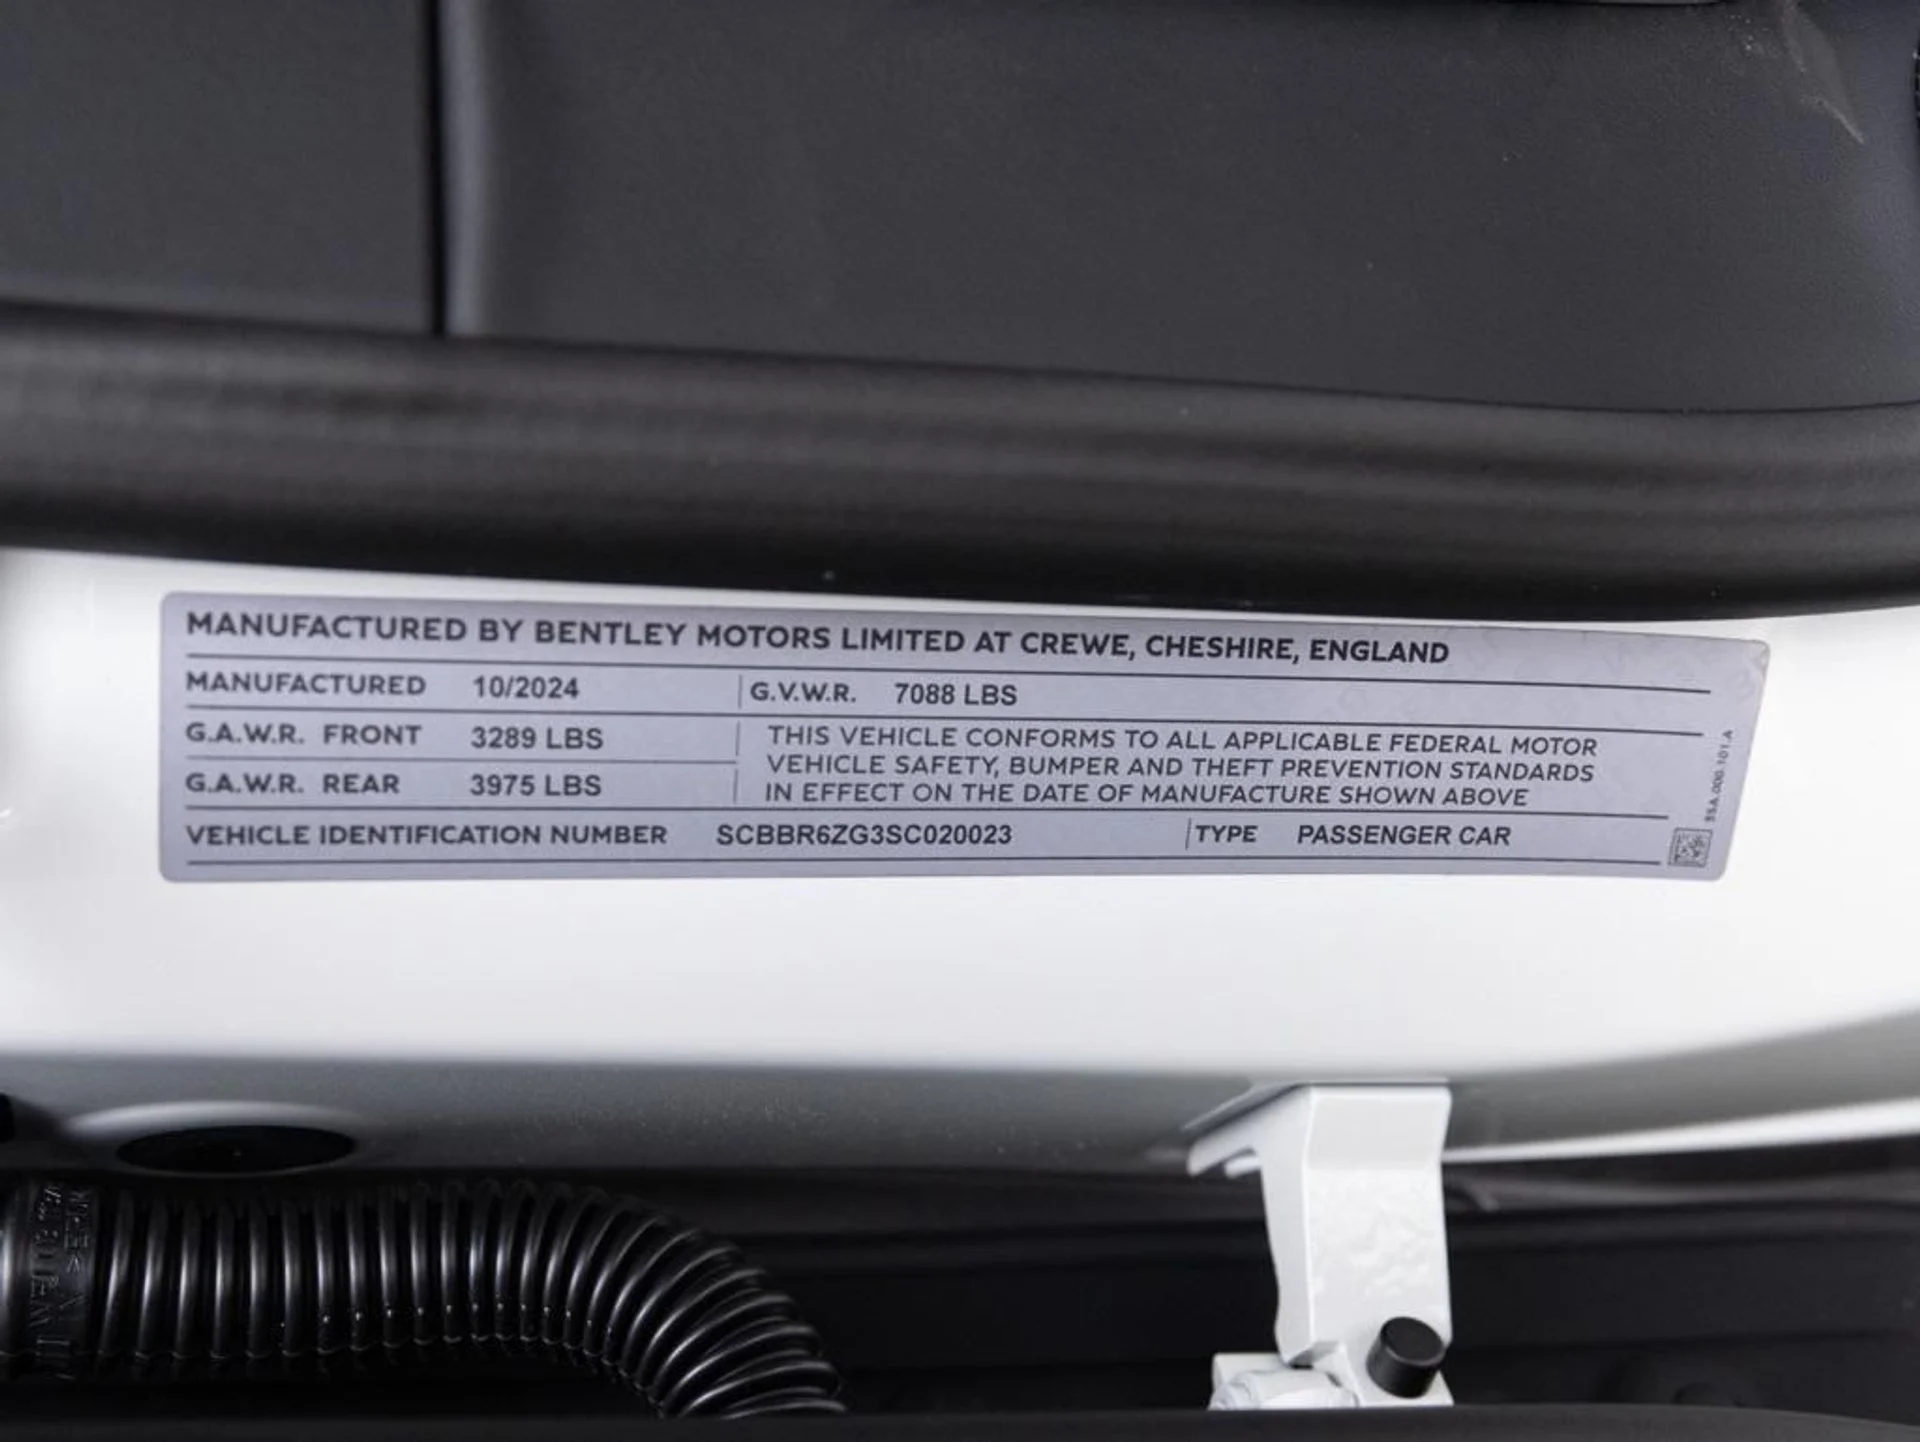 MANUFACTURED BY BENTLEY MOTORS LIMITED AT CREWE, CHESHIRE, ENGLAND
MANUFACTURED 10/2024 G.V.W.R. 7088 LBS
G.A.W.R. FRONT 3289 LBS
G.A.W.R. REAR 3975 LBS
THIS VEHICLE CONFORMS TO ALL APPLICABLE FEDERAL MOTOR
VEHICLE SAFETY, BUMPER AND THEFT PREVENTION STANDARDS
IN EFFECT ON THE DATE OF MANUFACTURE SHOWN ABOVE
VEHICLE IDENTIFICATION NUMBER SCBBR6ZG3SC020023 TYPE PASSENGER CAR